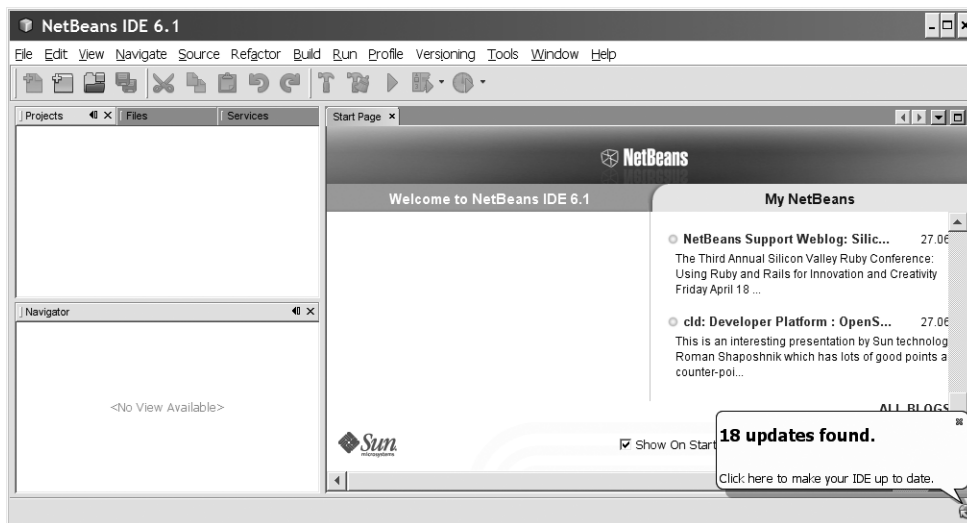 NetBeans IDE 6.1
File Edit View Navigate Source Refactor Build Run Profile Versioning Tools Window Help
Projects Files Services
Start Page
NetBeans
Welcome to NetBeans IDE 6.1
My NetBeans
NetBeans Support Weblog: Silic... 27.06
The Third Annual Silicon Valley Ruby Conference:
Using Ruby and Rails for Innovation and Creativity
Friday April 18 ...
cld: Developer Platform : OpenS... 27.06
This is an interesting presentation by Sun technolog
Roman Shaposhnik which has lots of good points a
counter-poi...
ALL BLOGS
Navigator
<No View Available>
Sun
microsystems
Show On Start
18 updates found.
Click here to make your IDE up to date.